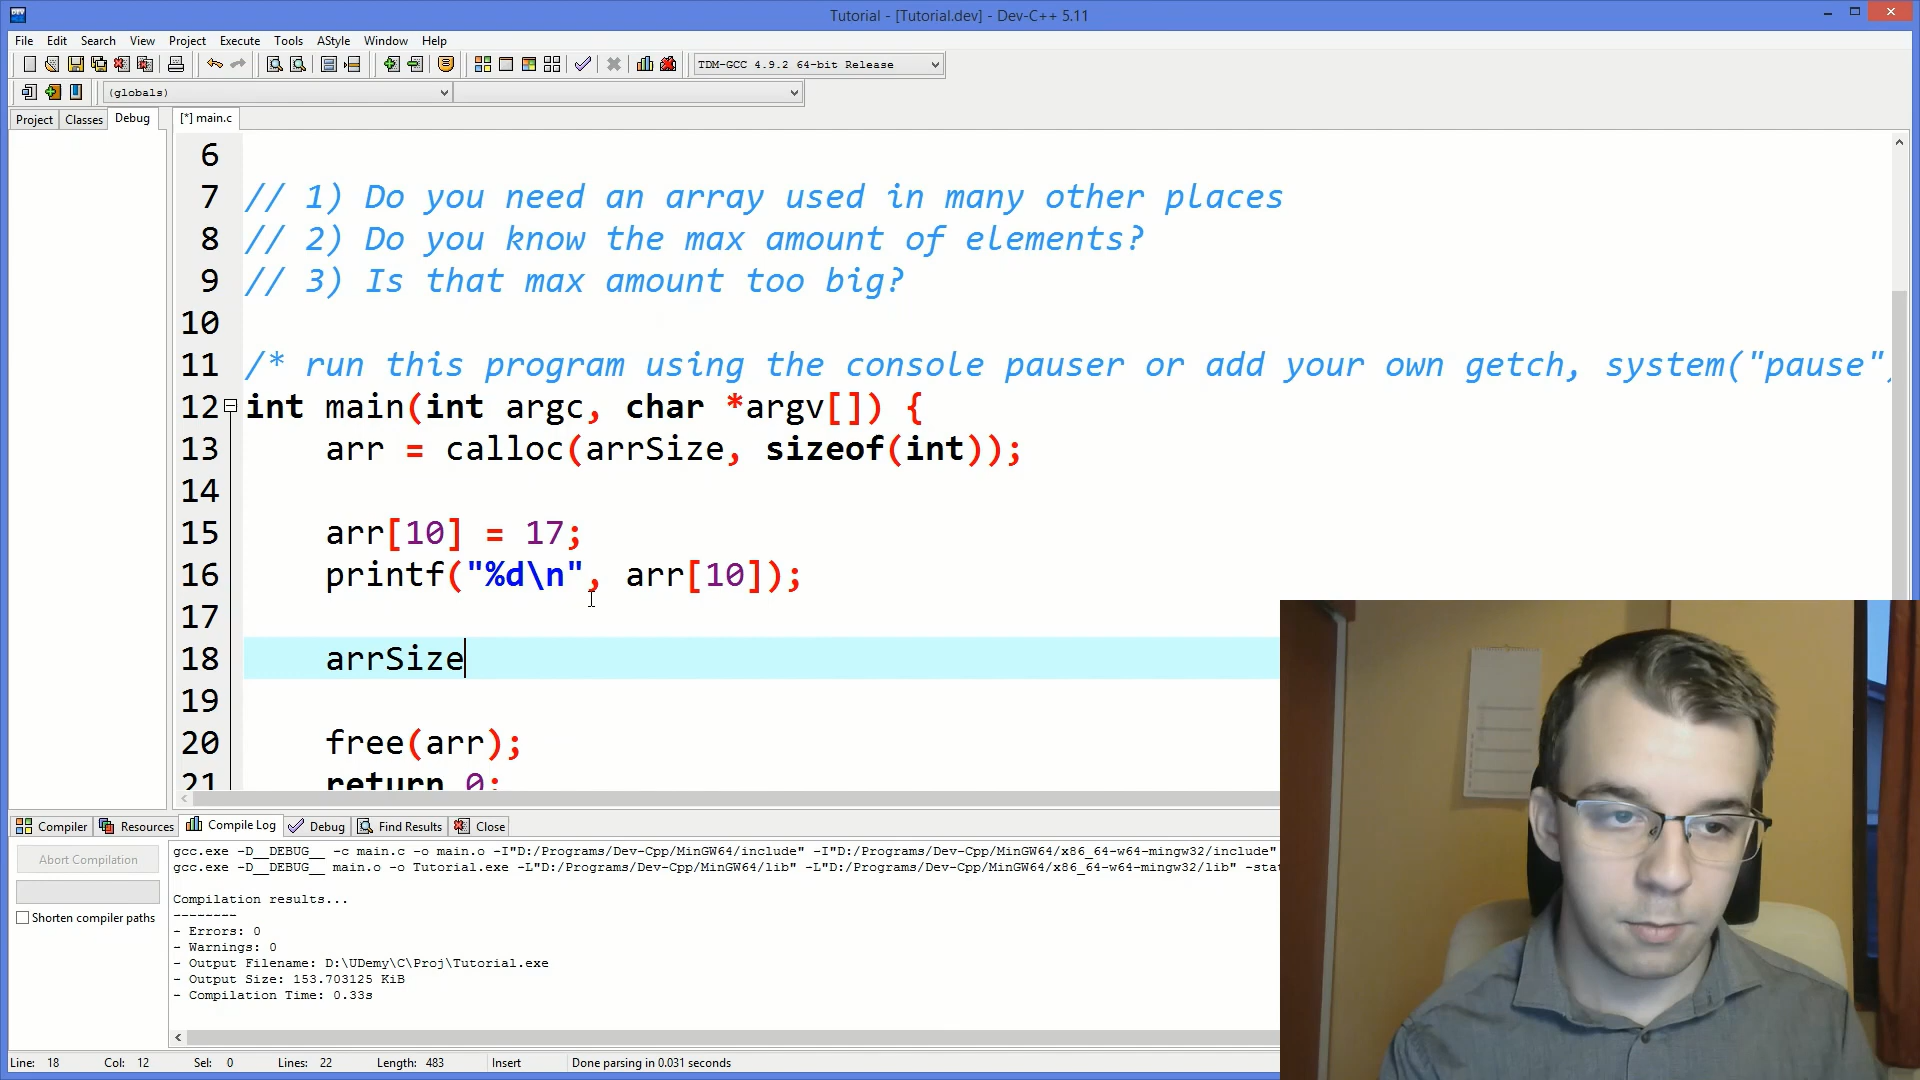 Tutorial - [Tutorial.dev] - Dev-C++ 5.11
File Edit Search View Project Execute Tools AStyle Window Help
TDM-GCC 4.9.2 64-bit Release
(globals)
Project Classes Debug [*] main.c
6
7 // 1) Do you need an array used in many other places
8 // 2) Do you know the max amount of elements?
9 // 3) Is that max amount too big?
10
11 /* run this program using the console pauser or add your own getch, system("pause"
12 int main(int argc, char *argv[]) {
13 arr = calloc(arrSize, sizeof(int));
14
15 arr[10] = 17;
16 printf("%d\n", arr[10]);
17
18 arrSize
19
20 free(arr);
21 return 0;
Compiler Resources Compile Log Debug Find Results Close
Abort Compilation
Shorten compiler paths
gcc.exe -D__DEBUG__ -c main.c -o main.o -I"D:/Programs/Dev-Cpp/MinGW64/include" -I"D:/Programs/Dev-Cpp/MinGW64/x86_64-w64-mingw32/include"
gcc.exe -D__DEBUG__ main.o -o Tutorial.exe -L"D:/Programs/Dev-Cpp/MinGW64/lib" -L"D:/Programs/Dev-Cpp/MinGW64/x86_64-w64-mingw32/lib" -sta
Compilation results...
--------
- Errors: 0
- Warnings: 0
- Output Filename: D:\UDemy\C\Proj\Tutorial.exe
- Output Size: 153.703125 KiB
- Compilation Time: 0.33s
Line: 18 Col: 12 Sel: 0 Lines: 22 Length: 483 Insert Done parsing in 0.031 seconds